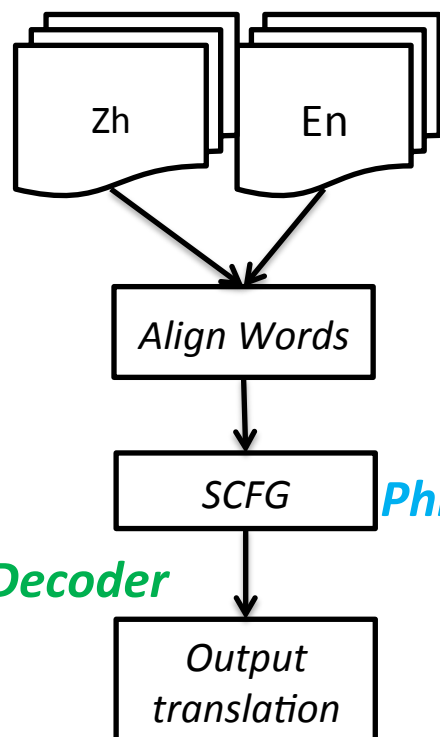 Zh
En
Align Words
SCFG
Decoder
Output
translation